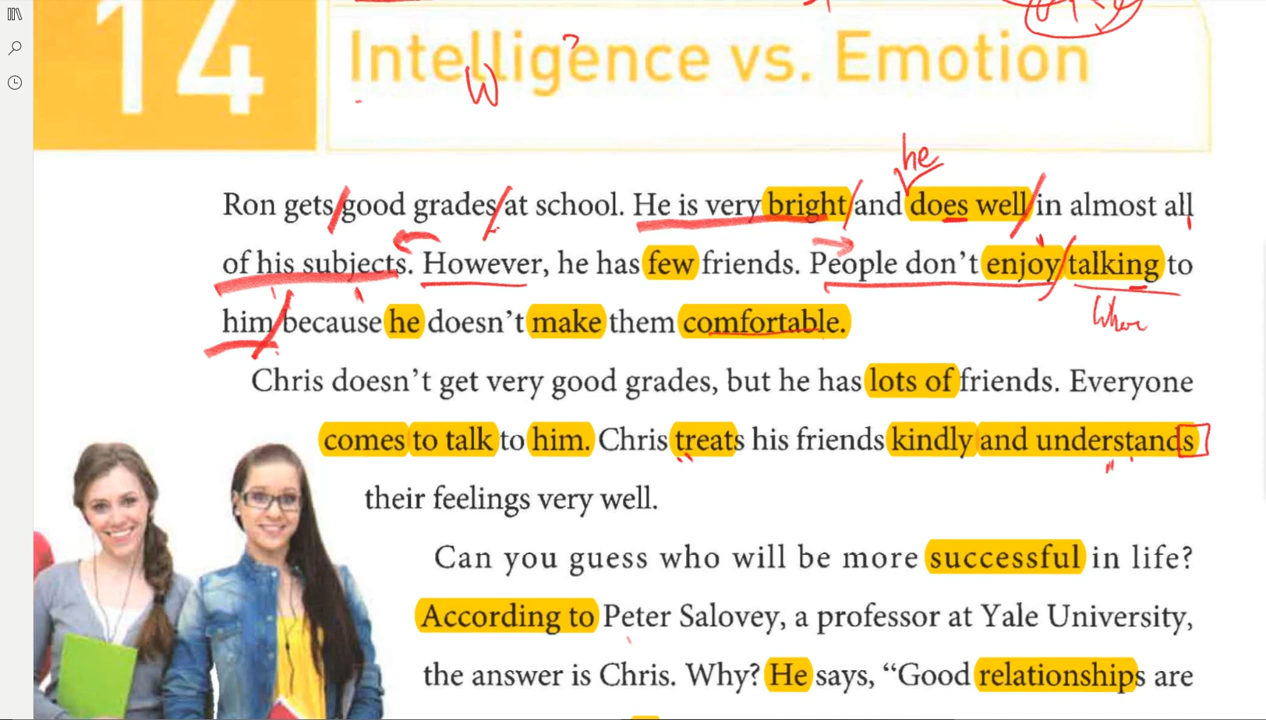 14
Intelligence vs. Emotion
?
W
he
Ron gets good grades at school. He is very bright and does well in almost all
of his subjects. However, he has few friends. People don't enjoy talking to
him because he doesn't make them comfortable.
Chris doesn't get very good grades, but he has lots of friends. Everyone
comes to talk to him. Chris treats his friends kindly and understands
their feelings very well.
Can you guess who will be more successful in life?
According to Peter Salovey, a professor at Yale University,
the answer is Chris. Why? He says, “Good relationships are